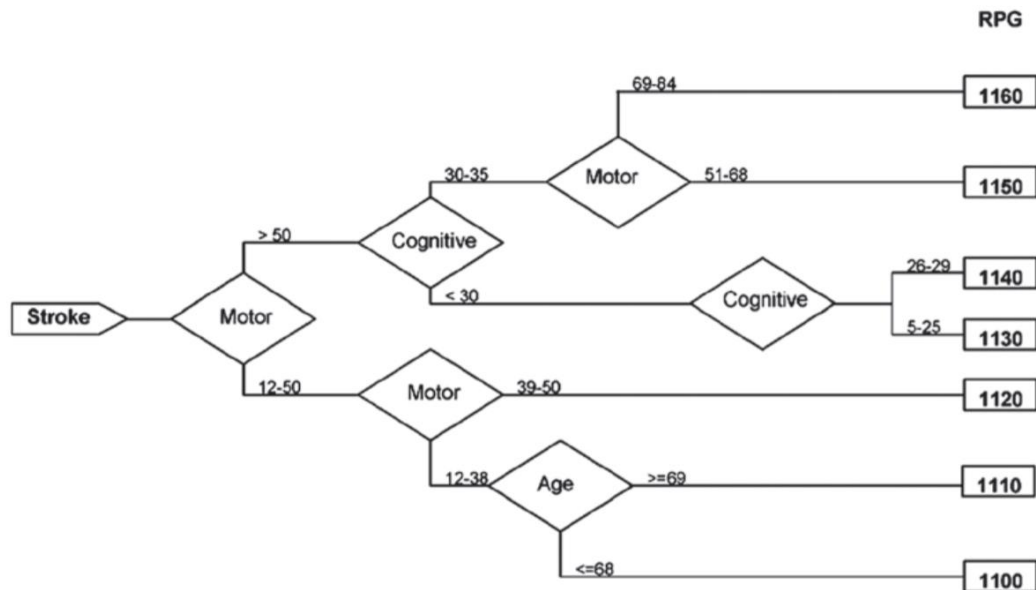 RPG
69-84
1160
30-35
Motor
51-68
1150
> 50
Cognitive
26-29
1140
< 30
Cognitive
Stroke
Motor
5-25
1130
12-50
Motor
39-50
1120
12-38
Age
>=69
1110
<=68
1100